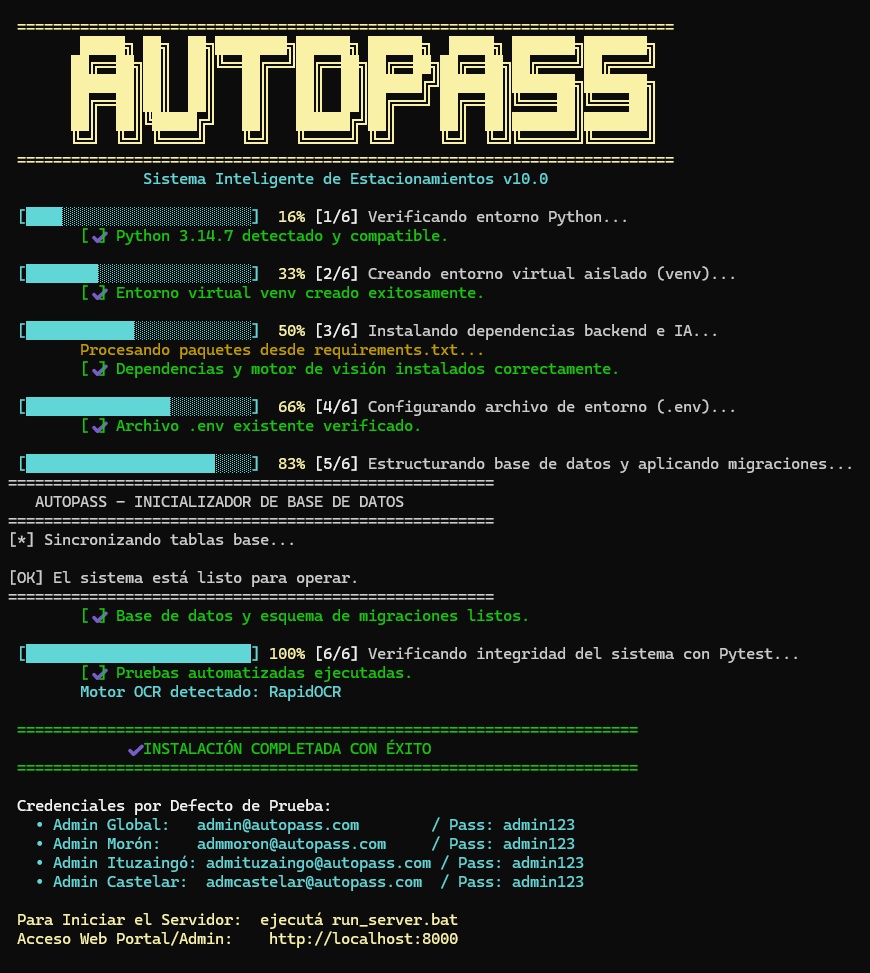 ========================================================================
AUTOPASS
========================================================================
Sistema Inteligente de Estacionamientos v10.0
[████░░░░░░░░░░░░░░░░░░░░░] 16% [1/6] Verificando entorno Python...
[✔] Python 3.14.7 detectado y compatible.
[████████░░░░░░░░░░░░░░░░░] 33% [2/6] Creando entorno virtual aislado (venv)...
[✔] Entorno virtual venv creado exitosamente.
[████████████░░░░░░░░░░░░░] 50% [3/6] Instalando dependencias backend e IA...
Procesando paquetes desde requirements.txt...
[✔] Dependencias y motor de visión instalados correctamente.
[████████████████░░░░░░░░░] 66% [4/6] Configurando archivo de entorno (.env)...
[✔] Archivo .env existente verificado.
[█████████████████████░░░░] 83% [5/6] Estructurando base de datos y aplicando migraciones...
======================================================
AUTOPASS — INICIALIZADOR DE BASE DE DATOS
======================================================
[*] Sincronizando tablas base...
[OK] El sistema está listo para operar.
======================================================
[✔] Base de datos y esquema de migraciones listos.
[█████████████████████████] 100% [6/6] Verificando integridad del sistema con Pytest...
[✔] Pruebas automatizadas ejecutadas.
Motor OCR detectado: RapidOCR
=====================================================================
✔INSTALACIÓN COMPLETADA CON ÉXITO
=====================================================================
Credenciales por Defecto de Prueba:
• Admin Global: admin@autopass.com / Pass: admin123
• Admin Morón: admmoron@autopass.com / Pass: admin123
• Admin Ituzaingó: admituzaingo@autopass.com / Pass: admin123
• Admin Castelar: admcastelar@autopass.com / Pass: admin123
Para Iniciar el Servidor: ejecutá run_server.bat
Acceso Web Portal/Admin: http://localhost:8000